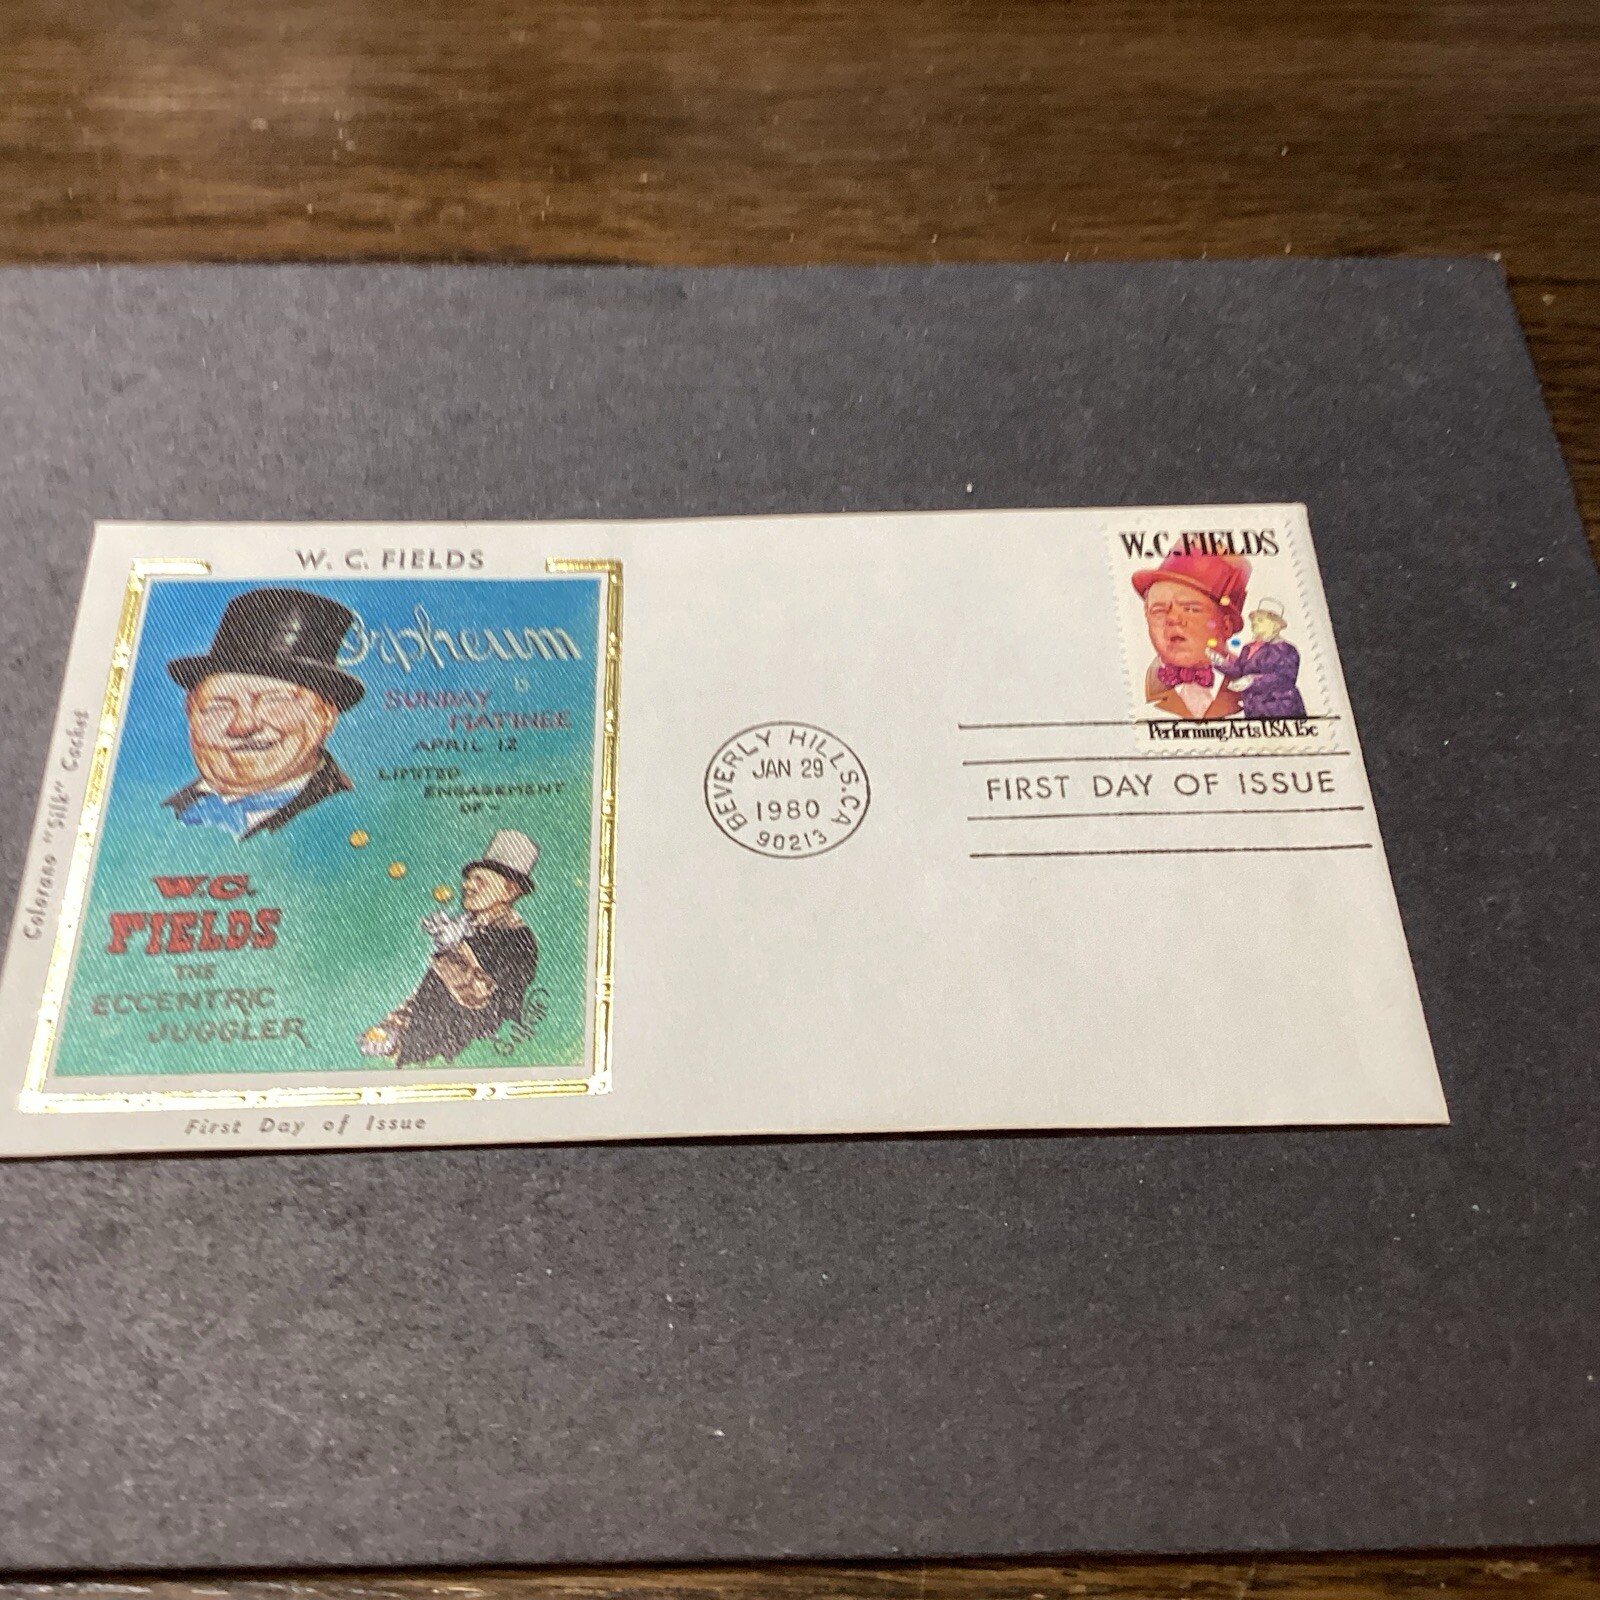 W. C. FIELDS
Orpheum
SUNDAY
MATINEE
APRIL 12
LIMITED
ENGAGEMENT
OF~
W.C.
FIELDS
THE
ECCENTRIC
JUGGLER
First Day of Issue
Colorano "Silk" Cachet
BEVERLY HILLS, CA
JAN 29
1980
90213
W.C. FIELDS
Performing Arts USA 15c
FIRST DAY OF ISSUE